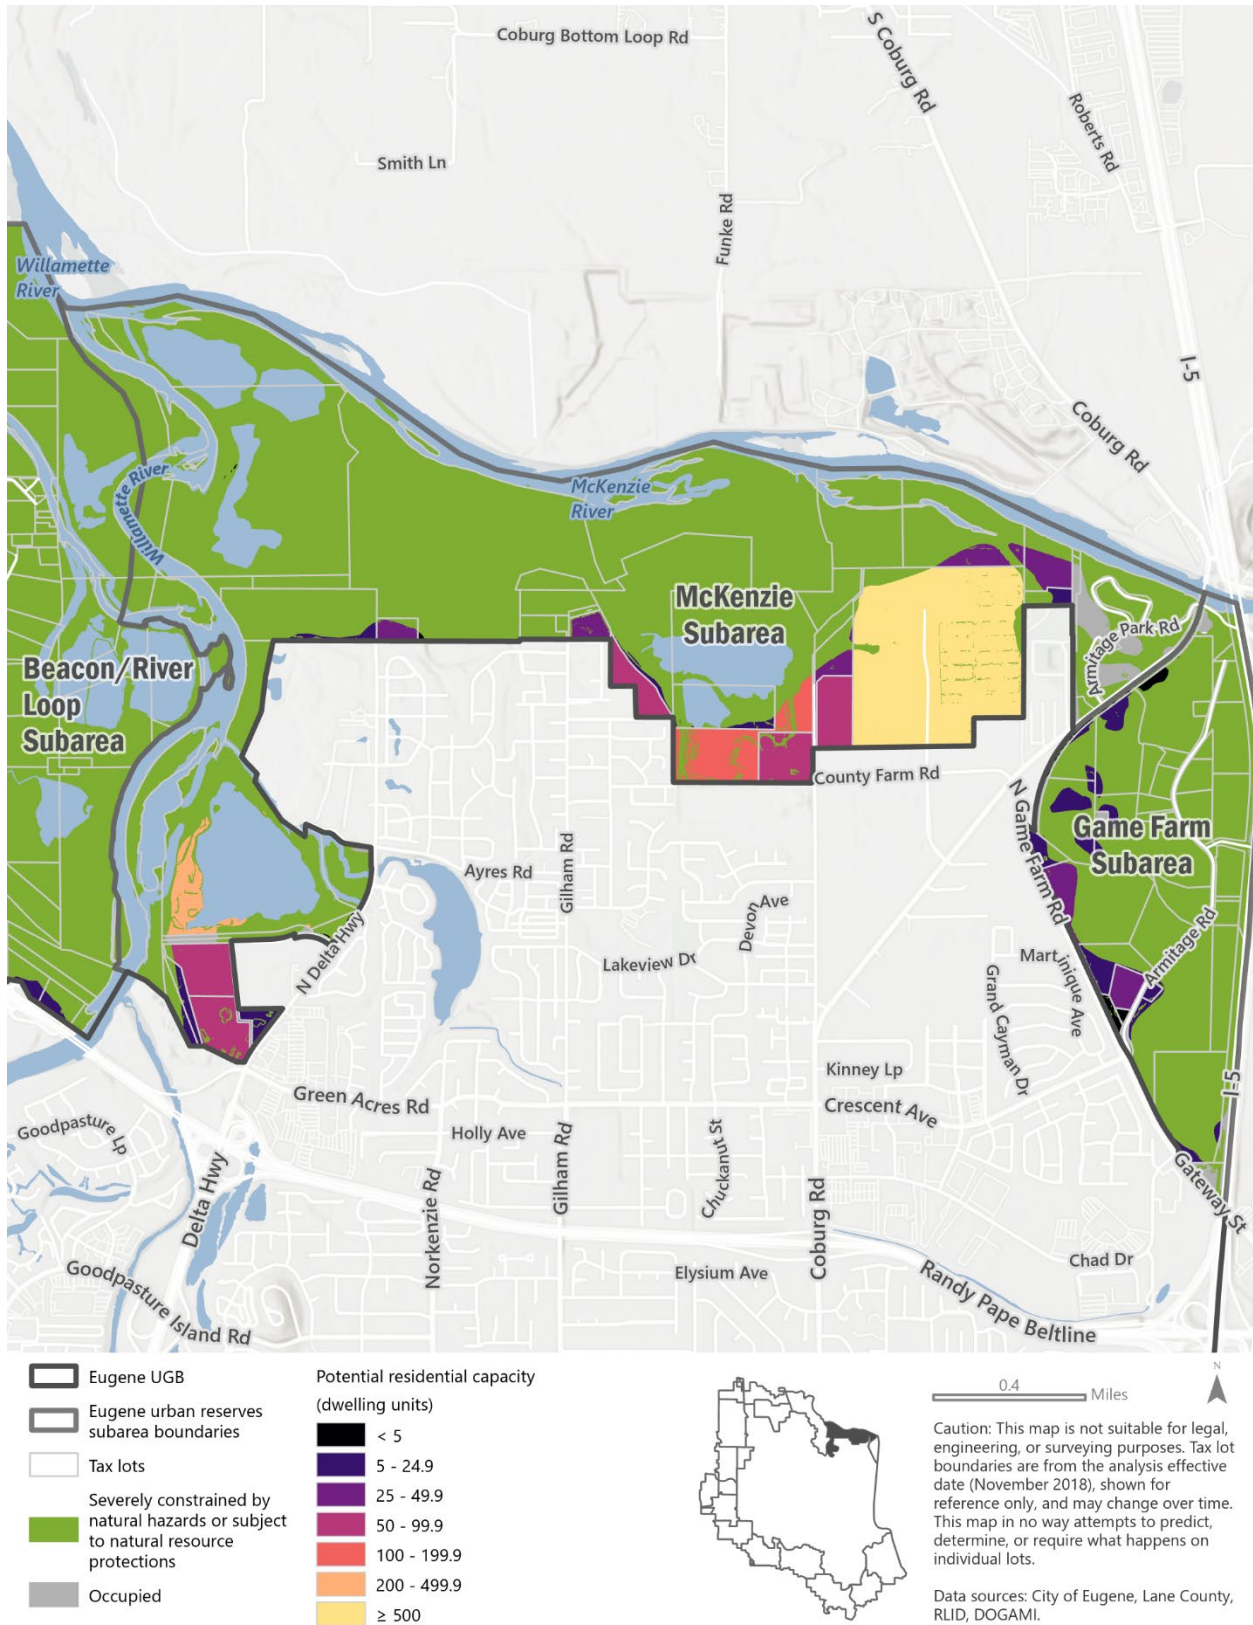 Coburg Bottom Loop Rd
S Coburg Rd
Roberts Rd
Smith Ln
Funke Rd
Willamette
River
I-5
Coburg Rd
Willamette River
McKenzie
River
McKenzie
Subarea
Armitage Park Rd
Beacon/River
Loop
Subarea
County Farm Rd
N Game Farm Rd
Game Farm
Subarea
Ayres Rd
Gilham Rd
Devon Ave
N Delta Hwy
Lakeview Dr
Armitage Rd
Martinique Ave
Grand Cayman Dr
Kinney Lp
I-5
Green Acres Rd
Crescent Ave
Goodpasture Lp
Holly Ave
Gilham Rd
Chuckanut St
Delta Hwy
Norkenzie Rd
Coburg Rd
Gateway St
Chad Dr
Elysium Ave
Goodpasture Island Rd
Randy Pape Beltline
Eugene UGB
Eugene urban reserves
subarea boundaries
Tax lots
Severely constrained by
natural hazards or subject
to natural resource
protections
Occupied
Potential residential capacity
(dwelling units)
< 5
5 - 24.9
25 - 49.9
50 - 99.9
100 - 199.9
200 - 499.9
≥ 500
0.4
Miles
N
Caution: This map is not suitable for legal,
engineering, or surveying purposes. Tax lot
boundaries are from the analysis effective
date (November 2018), shown for
reference only, and may change over time.
This map in no way attempts to predict,
determine, or require what happens on
individual lots.
Data sources: City of Eugene, Lane County,
RLID, DOGAMI.